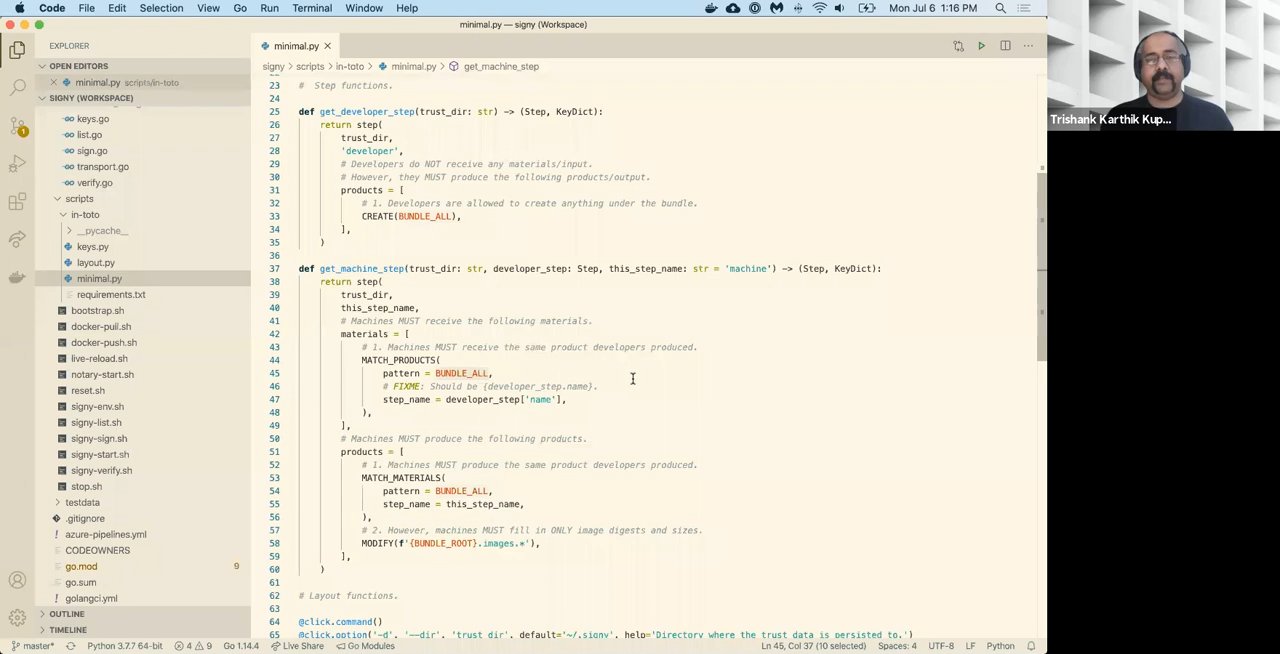 Code File Edit Selection View Go Run Terminal Window Help
Mon Jul 6 1:16 PM
minimal.py — signy (Workspace)
EXPLORER
OPEN EDITORS
minimal.py scripts/in-toto
SIGNY (WORKSPACE)
keys.go
list.go
sign.go
transport.go
verify.go
scripts
in-toto
__pycache__
keys.py
layout.py
minimal.py
requirements.txt
bootstrap.sh
docker-pull.sh
docker-push.sh
live-reload.sh
notary-start.sh
reset.sh
signy-env.sh
signy-list.sh
signy-sign.sh
signy-start.sh
signy-verify.sh
stop.sh
testdata
.gitignore
azure-pipelines.yml
CODEOWNERS
go.mod 9
go.sum
golangci.yml
OUTLINE
TIMELINE
minimal.py
signy > scripts > in-toto > minimal.py > get_machine_step
23 # Step functions.
24
25 def get_developer_step(trust_dir: str) -> (Step, KeyDict):
26 return step(
27 trust_dir,
28 'developer',
29 # Developers do NOT receive any materials/input.
30 # However, they MUST produce the following products/output.
31 products = [
32 # 1. Developers are allowed to create anything under the bundle.
33 CREATE(BUNDLE_ALL),
34 ],
35 )
36
37 def get_machine_step(trust_dir: str, developer_step: Step, this_step_name: str = 'machine') -> (Step, KeyDict):
38 return step(
39 trust_dir,
40 this_step_name,
41 # Machines MUST receive the following materials.
42 materials = [
43 # 1. Machines MUST receive the same product developers produced.
44 MATCH_PRODUCTS(
45 pattern = BUNDLE_ALL,
46 # FIXME: Should be {developer_step.name}.
47 step_name = developer_step['name'],
48 ),
49 ],
50 # Machines MUST produce the following products.
51 products = [
52 # 1. Machines MUST produce the same product developers produced.
53 MATCH_MATERIALS(
54 pattern = BUNDLE_ALL,
55 step_name = this_step_name,
56 ),
57 # 2. However, machines MUST fill in ONLY image digests and sizes.
58 MODIFY(f'{BUNDLE_ROOT}.images.*'),
59 ],
60 )
61
62 # Layout functions.
63
64 @click.command()
65 @click.option('-d', '--dir', 'trust_dir', default='~/.signy', help='Directory where the trust data is persisted to.')
master* Python 3.7.7 64-bit 4 9 Go 1.14.4 Live Share Go Modules
Ln 45, Col 37 (10 selected) Spaces: 4 UTF-8 LF Python
Trishank Karthik Kup...
1